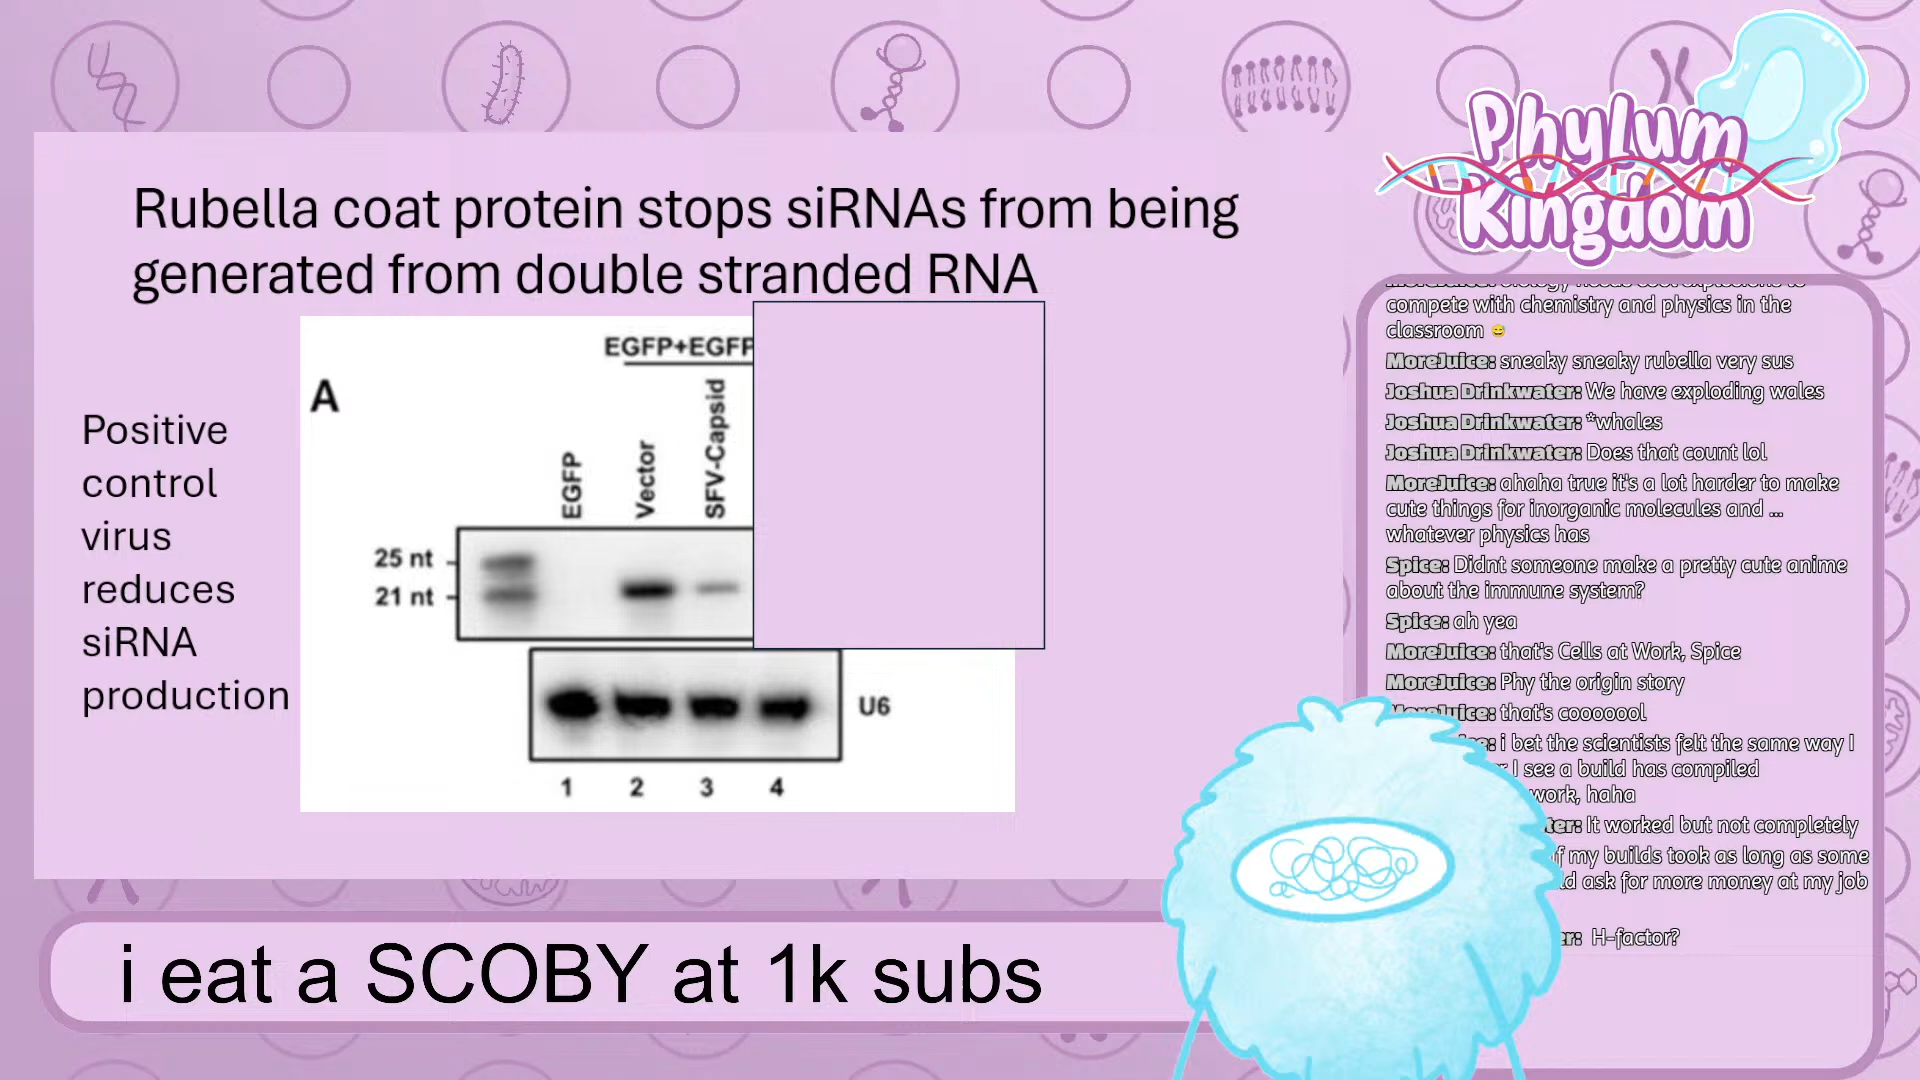 Phylum
Kingdom
Rubella coat protein stops siRNAs from being
generated from double stranded RNA
Positive
control
virus
reduces
siRNA
production
A
EGFP+EGFP
EGFP
Vector
SFV-Capsid
25 nt
21 nt
U6
1 2 3 4
compete with chemistry and physics in the
classroom 😅
MoreJuice: sneaky sneaky rubella very sus
Joshua Drinkwater: We have exploding wales
Joshua Drinkwater: *whales
Joshua Drinkwater: Does that count lol
MoreJuice: ahaha true it's a lot harder to make
cute things for inorganic molecules and ...
whatever physics has
Spice: Didnt someone make a pretty cute anime
about the immune system?
Spice: ah yea
MoreJuice: that's Cells at Work, Spice
MoreJuice: Phy the origin story
MoreJuice: that's cooooool
i bet the scientists felt the same way I
I see a build has compiled
work, haha
It worked but not completely
my builds took as long as some
ask for more money at my job
H-factor?
i eat a SCOBY at 1k subs